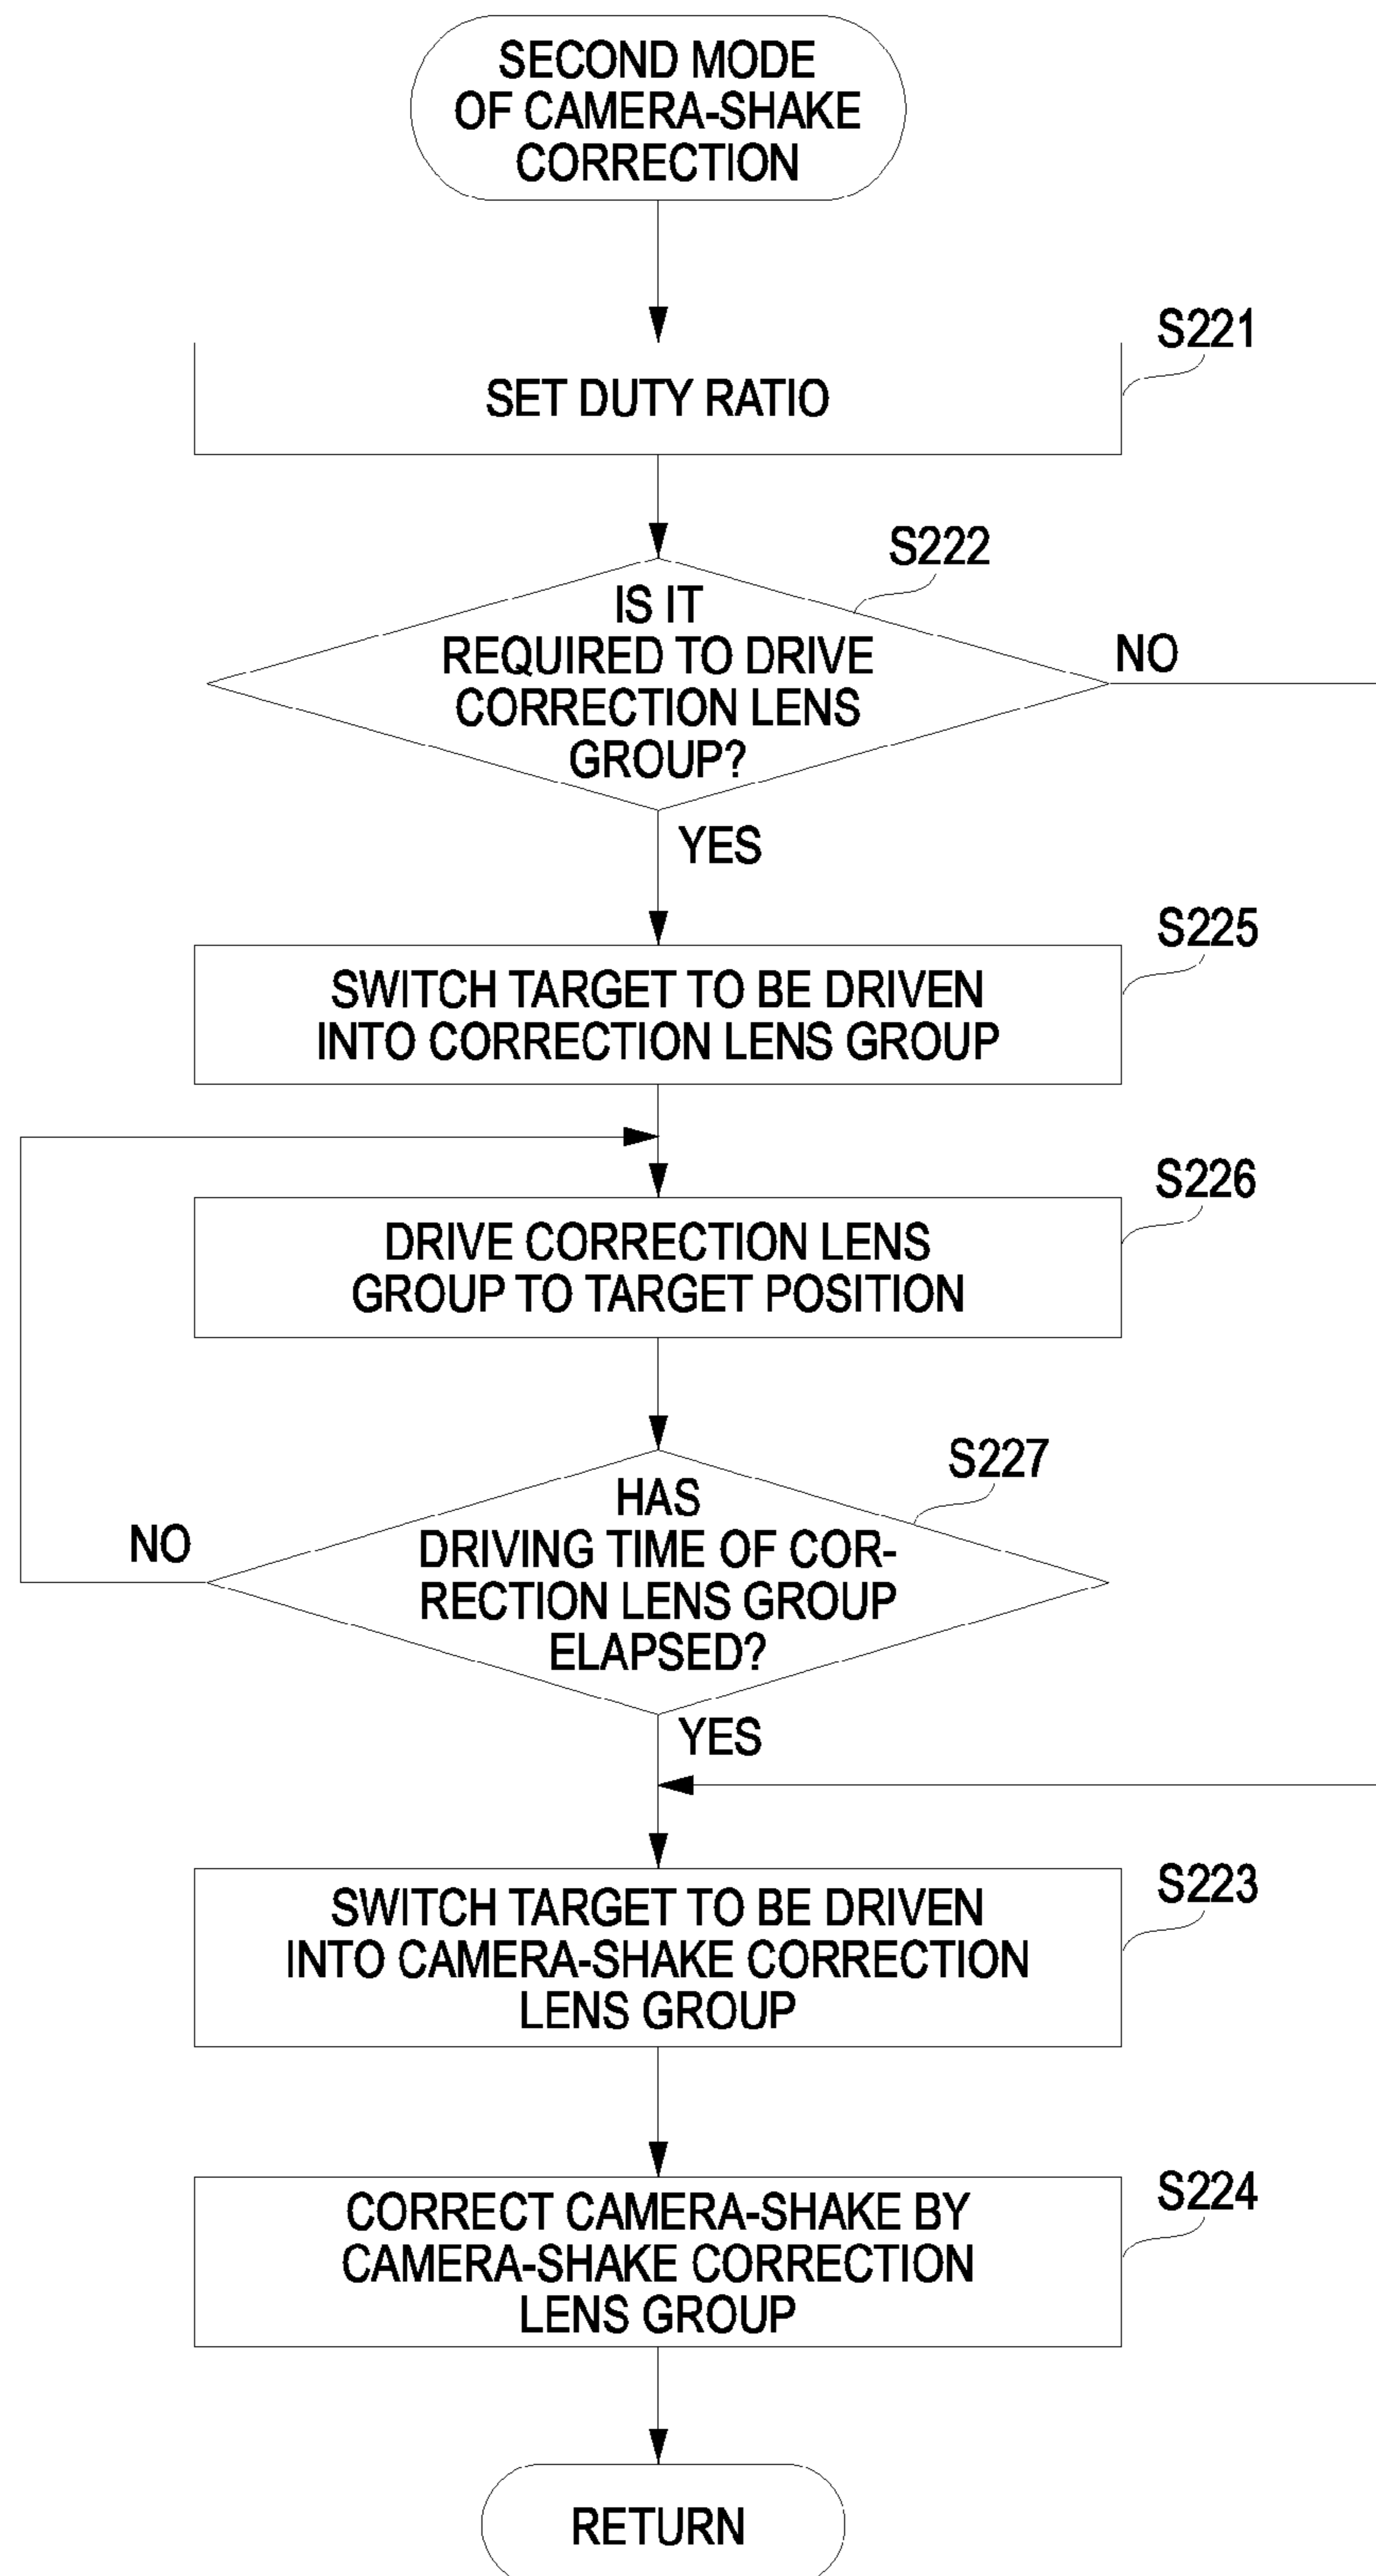 SECOND MODE
OF CAMERA-SHAKE
CORRECTION
S221
SET DUTY RATIO
S222
IS IT
REQUIRED TO DRIVE
CORRECTION LENS
GROUP?
NO
YES
S225
SWITCH TARGET TO BE DRIVEN
INTO CORRECTION LENS GROUP
S226
DRIVE CORRECTION LENS
GROUP TO TARGET POSITION
S227
HAS
DRIVING TIME OF COR-
RECTION LENS GROUP
ELAPSED?
NO
YES
S223
SWITCH TARGET TO BE DRIVEN
INTO CAMERA-SHAKE CORRECTION
LENS GROUP
S224
CORRECT CAMERA-SHAKE BY
CAMERA-SHAKE CORRECTION
LENS GROUP
RETURN